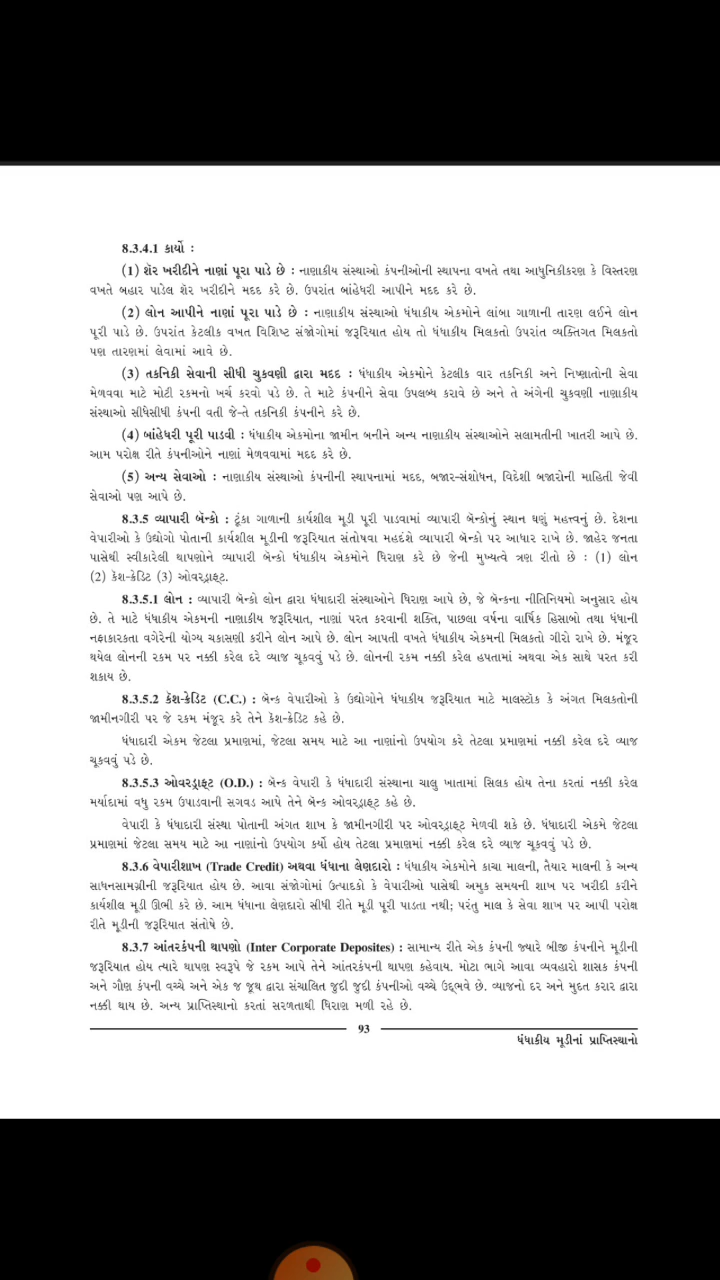 8.3.4.1 કાર્યો :
(1) શૅર ખરીદીને નાણાં પૂરા પાડે છે : નાણાકીય સંસ્થાઓ કંપનીઓની સ્થાપના વખતે તથા આધુનિકીકરણ કે વિસ્તરણ
વખતે બહાર પાડેલ શૅર ખરીદીને મદદ કરે છે. ઉપરાંત બાંહેધરી આપીને મદદ કરે છે.
(2) લોન આપીને નાણાં પૂરા પાડે છે : નાણાકીય સંસ્થાઓ ધંધાકીય એકમોને લાંબા ગાળાની તારણ લઈને લોન
પૂરી પાડે છે. ઉપરાંત કેટલીક વખત વિશિષ્ટ સંજોગોમાં જરૂરિયાત હોય તો ધંધાકીય મિલકતો ઉપરાંત વ્યક્તિગત મિલકતો
પણ તારણમાં લેવામાં આવે છે.
(3) તકનિકી સેવાની સીધી ચુકવણી દ્વારા મદદ : ધંધાકીય એકમોને કેટલીક વાર તકનિકી અને નિષ્ણાતોની સેવા
મેળવવા માટે મોટી રકમનો ખર્ચ કરવો પડે છે. તે માટે કંપનીને સેવા ઉપલબ્ધ કરાવે છે અને તે અંગેની ચુકવણી નાણાકીય
સંસ્થાઓ સીધેસીધી કંપની વતી જે-તે તકનિકી કંપનીને કરે છે.
(4) બાંહેધરી પૂરી પાડવી : ધંધાકીય એકમોના જામીન બનીને અન્ય નાણાકીય સંસ્થાઓને સલામતીની ખાતરી આપે છે.
આમ પરોક્ષ રીતે કંપનીઓને નાણાં મેળવવામાં મદદ કરે છે.
(5) અન્ય સેવાઓ : નાણાકીય સંસ્થાઓ કંપનીની સ્થાપનામાં મદદ, બજાર-સંશોધન, વિદેશી બજારોની માહિતી જેવી
સેવાઓ પણ આપે છે.
8.3.5 વ્યાપારી બૅન્કો : ટૂંકા ગાળાની કાર્યશીલ મૂડી પૂરી પાડવામાં વ્યાપારી બૅન્કોનું સ્થાન ઘણું મહત્ત્વનું છે. દેશના
વેપારીઓ કે ઉદ્યોગો પોતાની કાર્યશીલ મૂડીની જરૂરિયાત સંતોષવા મહદંશે વ્યાપારી બૅન્કો પર આધાર રાખે છે. જાહેર જનતા
પાસેથી સ્વીકારેલી થાપણોને વ્યાપારી બૅન્કો ધંધાકીય એકમોને ધિરાણ કરે છે જેની મુખ્યત્વે ત્રણ રીતો છે : (1) લોન
(2) કૅશ-ક્રેડિટ (3) ઓવરડ્રાફ્ટ.
8.3.5.1 લોન : વ્યાપારી બૅન્કો લોન દ્વારા ધંધાદારી સંસ્થાઓને ધિરાણ આપે છે, જે બૅન્કના નીતિનિયમો અનુસાર હોય
છે. તે માટે ધંધાકીય એકમની નાણાકીય જરૂરિયાત, નાણાં પરત કરવાની શક્તિ, પાછલા વર્ષના વાર્ષિક હિસાબો તથા ધંધાની
નફાકારકતા વગેરેની યોગ્ય ચકાસણી કરીને લોન આપે છે. લોન આપતી વખતે ધંધાકીય એકમની મિલકતો ગીરો રાખે છે. મંજૂર
થયેલ લોનની રકમ પર નક્કી કરેલ દરે વ્યાજ ચૂકવવું પડે છે. લોનની રકમ નક્કી કરેલ હપતામાં અથવા એક સાથે પરત કરી
શકાય છે.
8.3.5.2 કૅશ-ક્રેડિટ (C.C.) : બૅન્ક વેપારીઓ કે ઉદ્યોગોને ધંધાકીય જરૂરિયાત માટે માલસ્ટૉક કે અંગત મિલકતોની
જામીનગીરી પર જે રકમ મંજૂર કરે તેને કૅશ-ક્રેડિટ કહે છે.
ધંધાદારી એકમ જેટલા પ્રમાણમાં, જેટલા સમય માટે આ નાણાંનો ઉપયોગ કરે તેટલા પ્રમાણમાં નક્કી કરેલ દરે વ્યાજ
ચૂકવવું પડે છે.
8.3.5.3 ઓવરડ્રાફ્ટ (O.D.) : બૅન્ક વેપારી કે ધંધાદારી સંસ્થાના ચાલુ ખાતામાં સિલક હોય તેના કરતાં નક્કી કરેલ
મર્યાદામાં વધુ રકમ ઉપાડવાની સગવડ આપે તેને બૅન્ક ઓવરડ્રાફ્ટ કહે છે.
વેપારી કે ધંધાદારી સંસ્થા પોતાની અંગત શાખ કે જામીનગીરી પર ઓવરડ્રાફ્ટ મેળવી શકે છે. ધંધાદારી એકમે જેટલા
પ્રમાણમાં જેટલા સમય માટે આ નાણાંનો ઉપયોગ કર્યો હોય તેટલા પ્રમાણમાં નક્કી કરેલ દરે વ્યાજ ચૂકવવું પડે છે.
8.3.6 વેપારીશાખ (Trade Credit) અથવા ધંધાના લેણદારો : ધંધાકીય એકમોને કાચા માલની, તૈયાર માલની કે અન્ય
સાધનસામગ્રીની જરૂરિયાત હોય છે. આવા સંજોગોમાં ઉત્પાદકો કે વેપારીઓ પાસેથી અમુક સમયની શાખ પર ખરીદી કરીને
કાર્યશીલ મૂડી ઊભી કરે છે. આમ ધંધાના લેણદારો સીધી રીતે મૂડી પૂરી પાડતા નથી; પરંતુ માલ કે સેવા શાખ પર આપી પરોક્ષ
રીતે મૂડીની જરૂરિયાત સંતોષે છે.
8.3.7 આંતરકંપની થાપણો (Inter Corporate Deposites) : સામાન્ય રીતે એક કંપની જ્યારે બીજી કંપનીને મૂડીની
જરૂરિયાત હોય ત્યારે થાપણ સ્વરૂપે જે રકમ આપે તેને આંતરકંપની થાપણ કહેવાય. મોટા ભાગે આવા વ્યવહારો શાસક કંપની
અને ગૌણ કંપની વચ્ચે અને એક જ જૂથ દ્વારા સંચાલિત જુદી જુદી કંપનીઓ વચ્ચે ઉદ્ભવે છે. વ્યાજનો દર અને મુદત કરાર દ્વારા
નક્કી થાય છે. અન્ય પ્રાપ્તિસ્થાનો કરતાં સરળતાથી ધિરાણ મળી રહે છે.
93
ધંધાકીય મૂડીનાં પ્રાપ્તિસ્થાનો